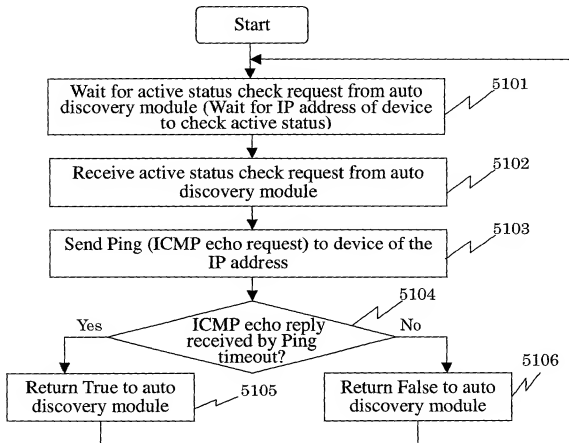 Start
Wait for active status check request from auto
discovery module (Wait for IP address of device
to check active status)
5101
Receive active status check request from auto
discovery module
5102
Send Ping (ICMP echo request) to device of the
IP address
5103
5104
Yes
ICMP echo reply
received by Ping
timeout?
No
Return True to auto
discovery module
5105
Return False to auto
discovery module
5106